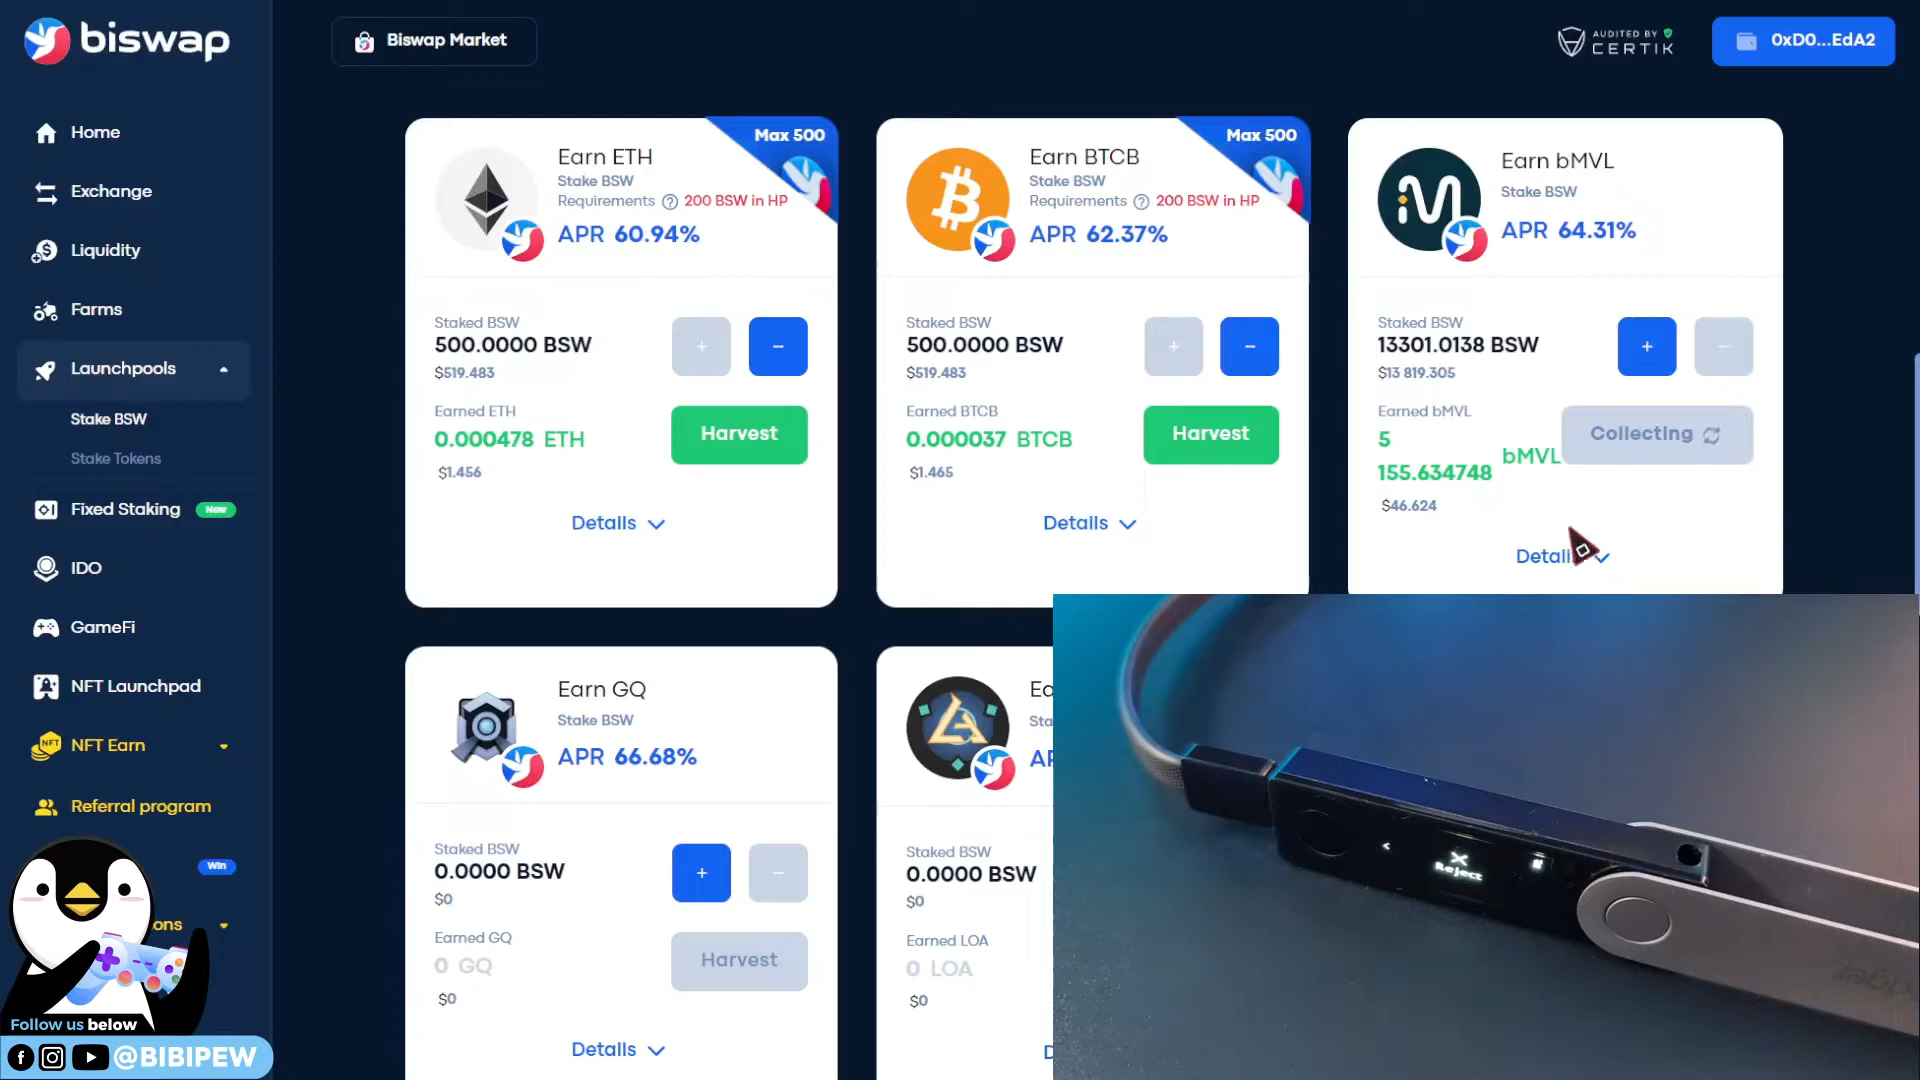 biswap
Biswap Market
AUDITED BY
CERTIK
0xD0...EdA2
Home
Exchange
Liquidity
Farms
Launchpools
Stake BSW
Stake Tokens
Fixed Staking New
IDO
GameFi
NFT Launchpad
NFT NFT Earn
Referral program
Win
ons
Follow us below
@BIBIPEW
Max 500
Earn ETH
Stake BSW
Requirements ? 200 BSW in HP
APR 60.94%
Staked BSW
500.0000 BSW
+ -
$519.483
Earned ETH
0.000478 ETH
Harvest
$1.456
Details
Max 500
Earn BTCB
Stake BSW
Requirements ? 200 BSW in HP
APR 62.37%
Staked BSW
500.0000 BSW
+ -
$519.483
Earned BTCB
0.000037 BTCB
Harvest
$1.465
Details
Earn bMVL
Stake BSW
APR 64.31%
Staked BSW
13301.0138 BSW
+ -
$13 819.305
Earned bMVL
5
155.634748 bMVL
Collecting
$46.624
Details
Earn GQ
Stake BSW
APR 66.68%
Staked BSW
0.0000 BSW
+ -
$0
Earned GQ
0 GQ
Harvest
$0
Details
Ea
Sta
AP
Staked BSW
0.0000 BSW
$0
Earned LOA
0 LOA
$0
D
Reject